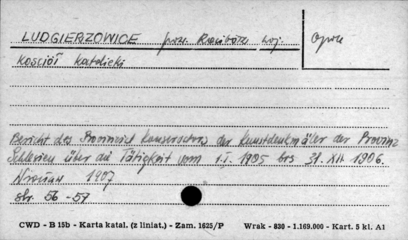 LUDGIERZOWICE pow. Racibórz woj. Opole
Kościół katolicki
Bericht des Provinzial Konservators der Kunstdenkmäler der Provinz
Schlesien über die Tätigkeit vom 1.I. 1905 bis 31. XII 1906.
1907
str. 56-57
CWD - B 15b - Karta katal. (z liniat.) - Zam. 1625/P Wrak - 830 - 1.169.000 - Kart. 5 kl. A1